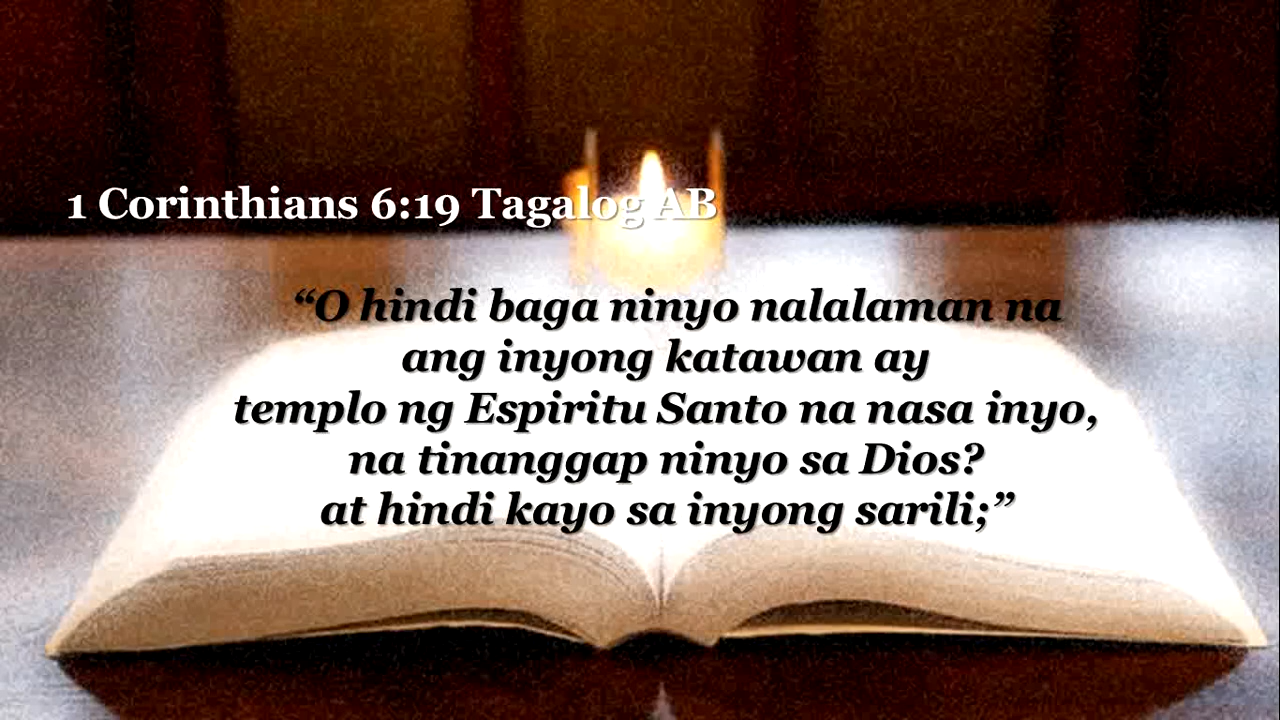 1 Corinthians 6:19 Tagalog AB
“O hindi baga ninyo nalalaman na
ang inyong katawan ay
templo ng Espiritu Santo na nasa inyo,
na tinanggap ninyo sa Dios?
at hindi kayo sa inyong sarili;”